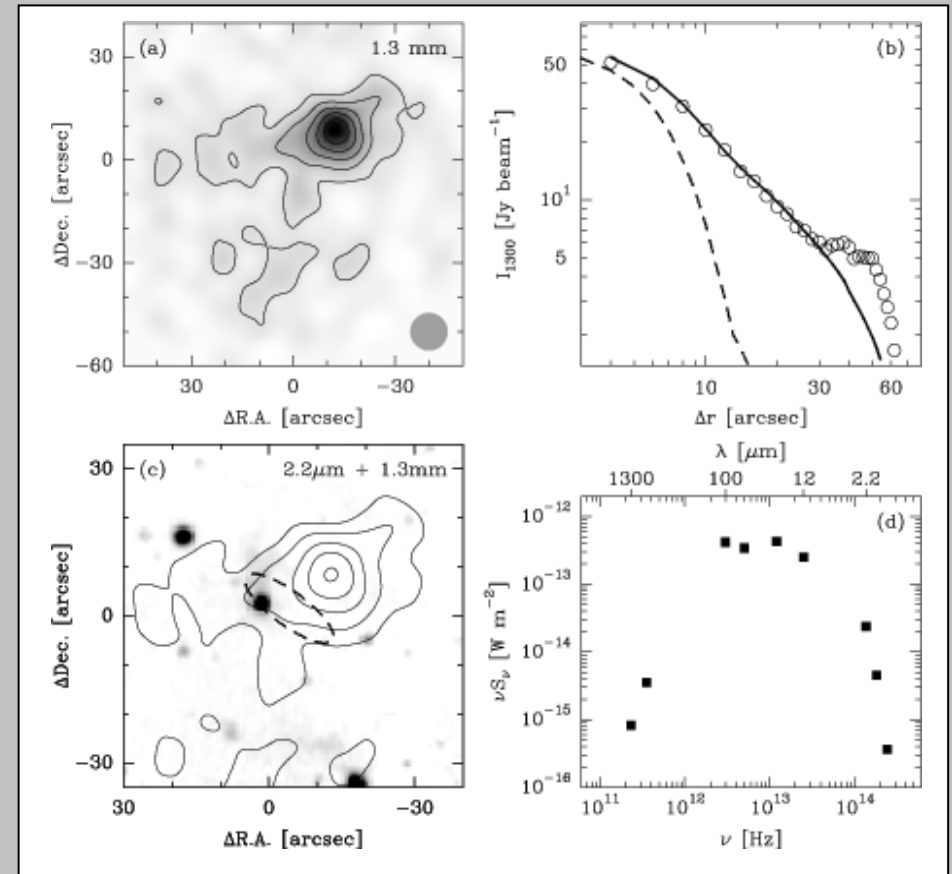 (a) 1.3 mm
30
0
−30
−60
ΔDec. [arcsec]
30 0 −30
ΔR.A. [arcsec]
(b)
50
10¹
5
I₁₃₀₀ [Jy beam⁻¹]
10 30 60
Δr [arcsec]
(c) 2.2μm + 1.3mm
30
0
−30
ΔDec. [arcsec]
30 0 −30
ΔR.A. [arcsec]
λ [μm]
1300 100 12 2.2
(d)
10⁻¹²
10⁻¹³
10⁻¹⁴
10⁻¹⁵
10⁻¹⁶
νSν [W m⁻²]
10¹¹ 10¹² 10¹³ 10¹⁴
ν [Hz]